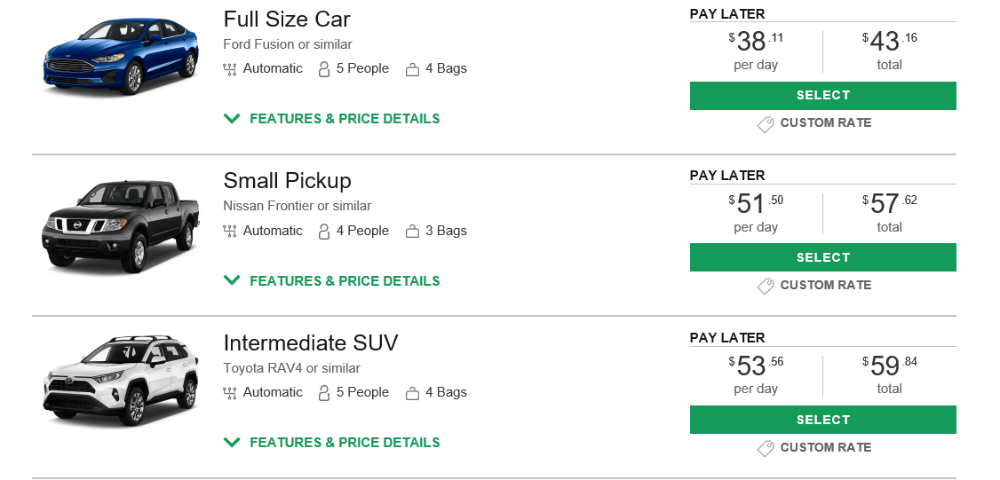 Full Size Car
Ford Fusion or similar
Automatic 5 People 4 Bags
FEATURES & PRICE DETAILS
PAY LATER
$38.11 $43.16
per day total
SELECT
CUSTOM RATE
Small Pickup
Nissan Frontier or similar
Automatic 4 People 3 Bags
FEATURES & PRICE DETAILS
PAY LATER
$51.50 $57.62
per day total
SELECT
CUSTOM RATE
Intermediate SUV
Toyota RAV4 or similar
Automatic 5 People 4 Bags
FEATURES & PRICE DETAILS
PAY LATER
$53.56 $59.84
per day total
SELECT
CUSTOM RATE